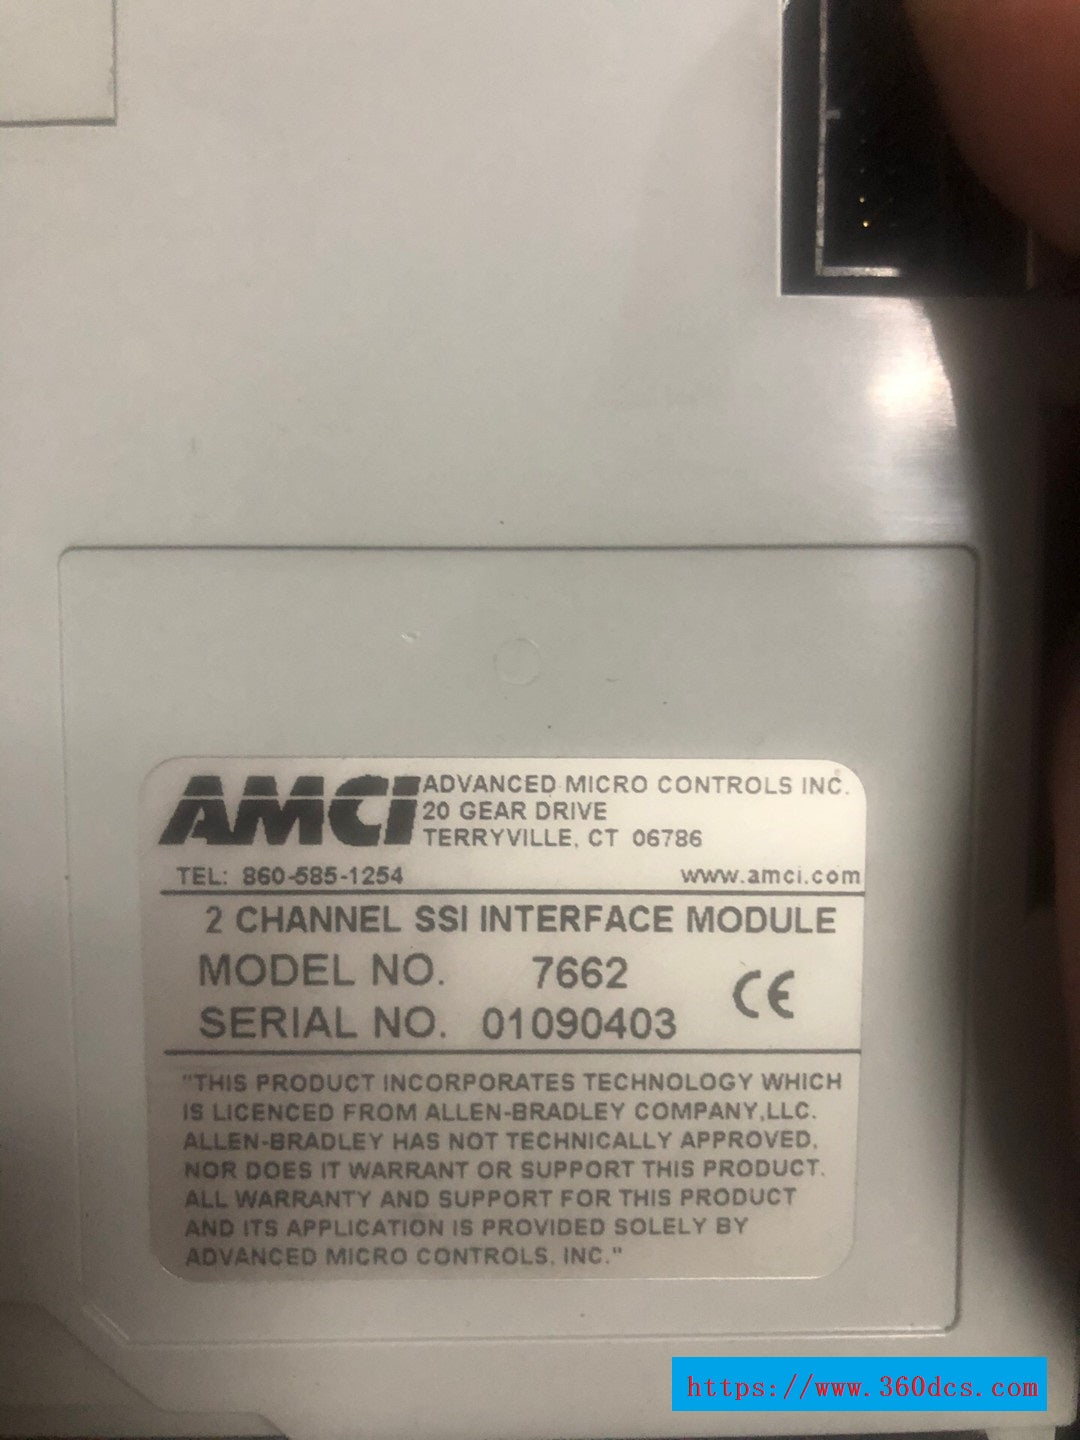 AMCI ADVANCED MICRO CONTROLS INC.
20 GEAR DRIVE
TERRYVILLE, CT 06786
TEL: 860-585-1254 www.amci.com
2 CHANNEL SSI INTERFACE MODULE
MODEL NO. 7662
CE
SERIAL NO. 01090403
"THIS PRODUCT INCORPORATES TECHNOLOGY WHICH
IS LICENCED FROM ALLEN-BRADLEY COMPANY,LLC.
ALLEN-BRADLEY HAS NOT TECHNICALLY APPROVED,
NOR DOES IT WARRANT OR SUPPORT THIS PRODUCT.
ALL WARRANTY AND SUPPORT FOR THIS PRODUCT
AND ITS APPLICATION IS PROVIDED SOLELY BY
ADVANCED MICRO CONTROLS, INC."
https://www.360dcs.com